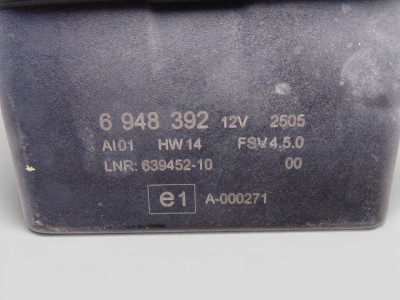 6 948 392 12V 2505
AI01 HW14 FSV4.5.0
LNR: 639452-10 00
e1 A-000271